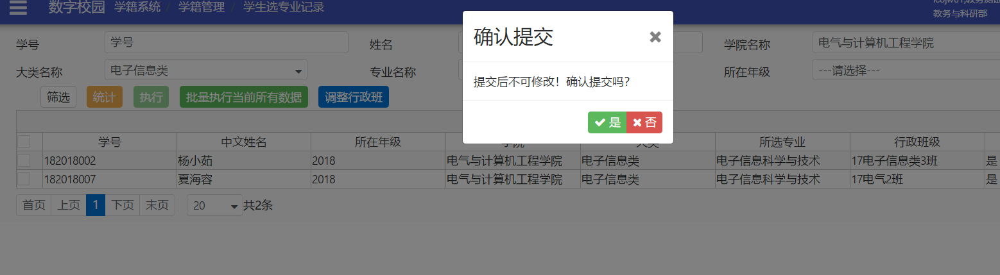 数字校园 学籍系统 / 学籍管理 / 学生选专业记录
教务与科研部
确认提交
学号 学号 姓名 学院名称 电气与计算机工程学院
大类名称 电子信息类 专业名称 所在年级 ---请选择---
提交后不可修改！确认提交吗？
筛选 统计 执行 批量执行当前所有数据 调整行政班
是 否
学号 中文姓名 所在年级 学院 大类 所选专业 行政班级
182018002 杨小茹 2018 电气与计算机工程学院 电子信息类 电子信息科学与技术 17电子信息类3班 是
182018007 夏海容 2018 电气与计算机工程学院 电子信息类 电子信息科学与技术 17电气2班 是
首页 上页 1 下页 末页 20 共2条